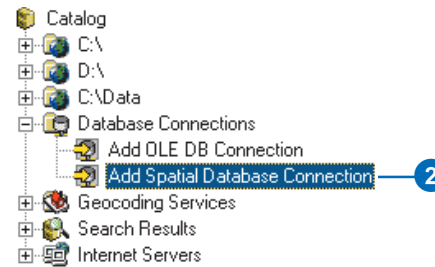 Catalog
C:\
D:\
C:\Data
Database Connections
Add OLE DB Connection
Add Spatial Database Connection 2
Geocoding Services
Search Results
Internet Servers